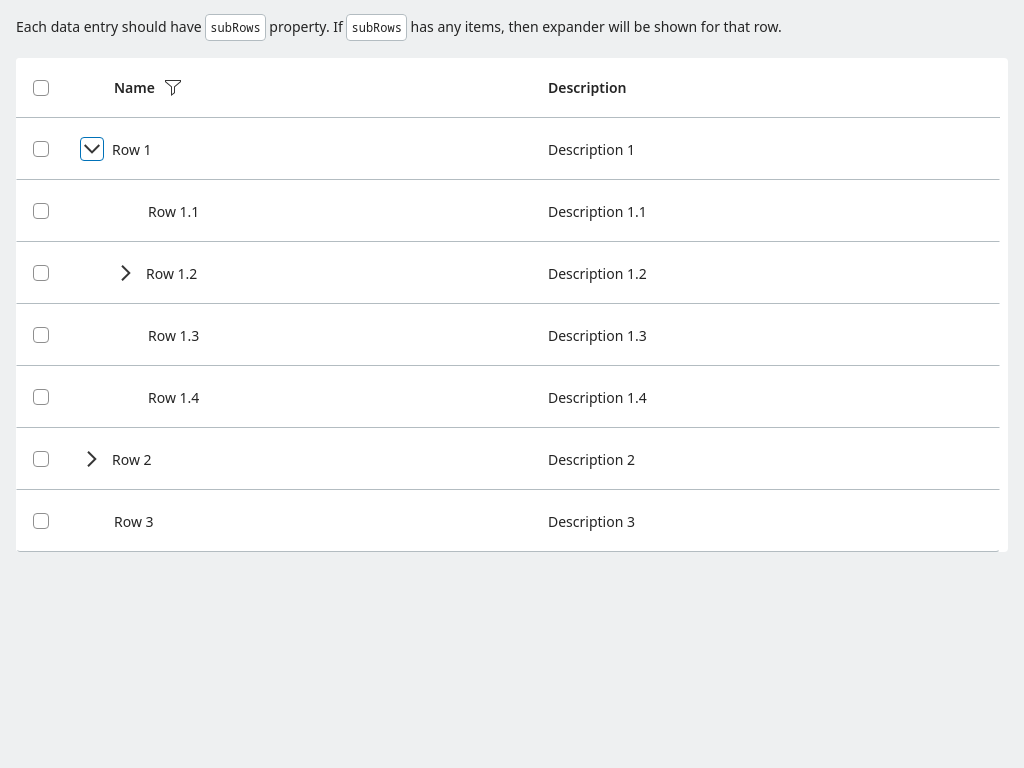 Each data entry should have subRows property. If subRows has any items, then expander will be shown for that row.
Name Description
Row 1 Description 1
Row 1.1 Description 1.1
Row 1.2 Description 1.2
Row 1.3 Description 1.3
Row 1.4 Description 1.4
Row 2 Description 2
Row 3 Description 3